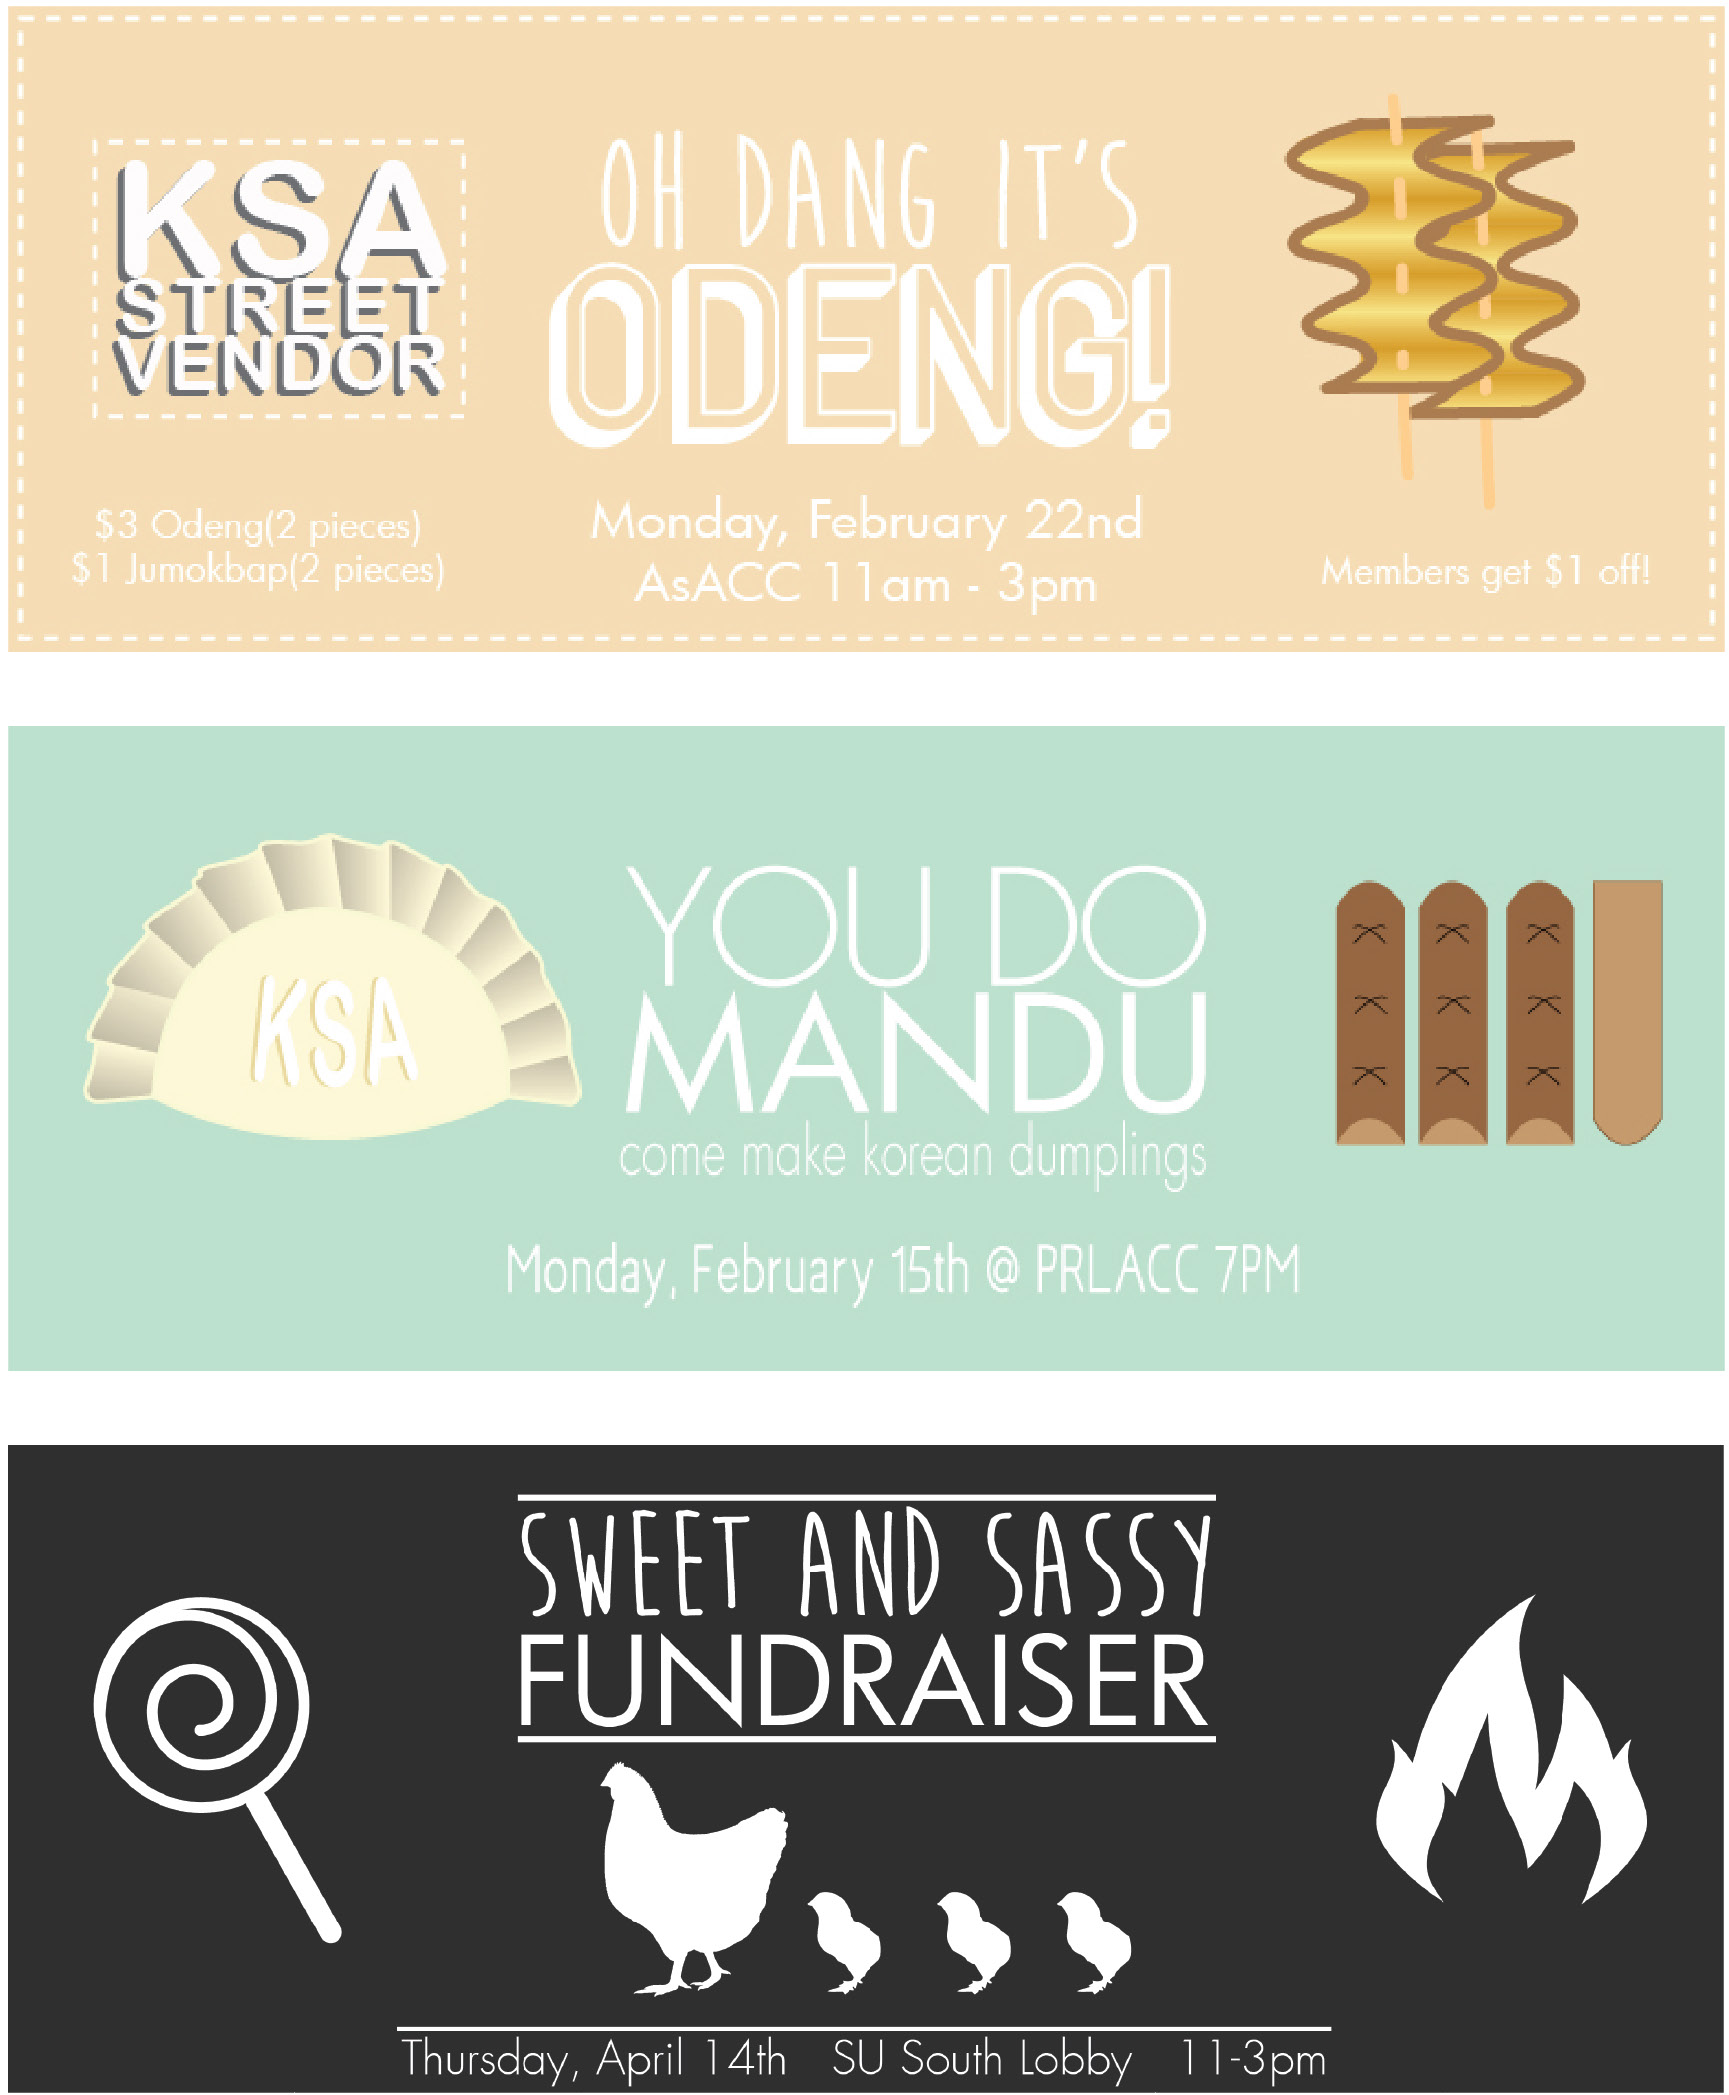 KSA
STREET
VENDOR
OH DANG IT'S
ODENG!
$3 Odeng(2 pieces)
$1 Jumokbap(2 pieces)
Monday, February 22nd
AsACC 11am - 3pm
Members get $1 off!
KSA
YOU DO
MANDU
come make korean dumplings
Monday, February 15th @ PRLACC 7PM
SWEET AND SASSY
FUNDRAISER
Thursday, April 14th SU South Lobby 11-3pm